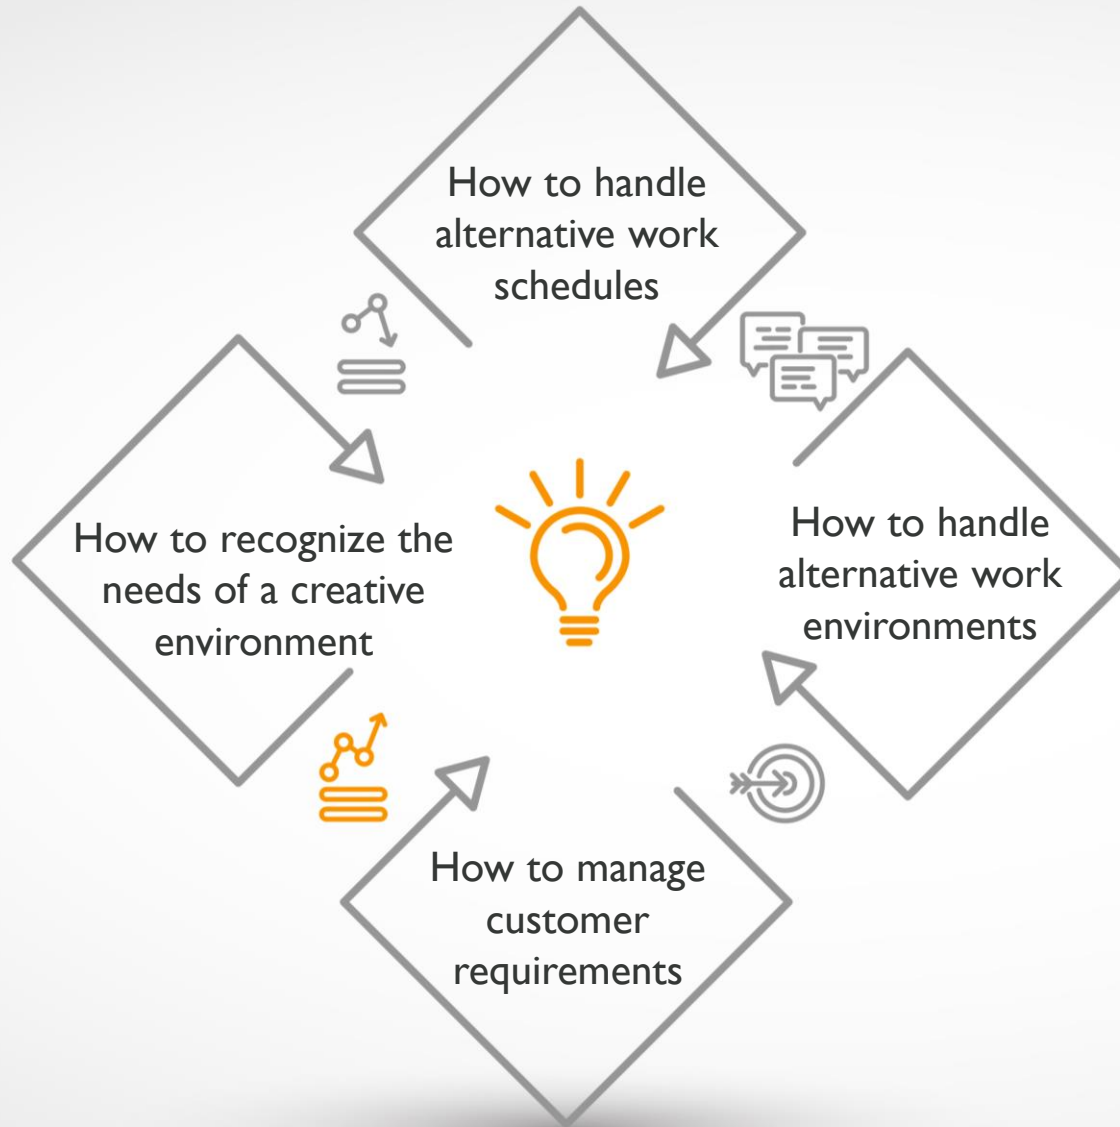 How to handle
alternative work
schedules
How to recognize the
needs of a creative
environment
How to handle
alternative work
environments
How to manage
customer
requirements